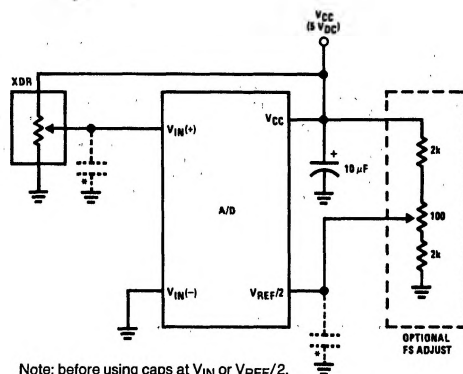 VCC
(5 VDC)
XDR
VIN(+)
VCC
*
+
10 µF
2k
A/D
100
2k
VIN(-)
VREF/2
*
OPTIONAL
FS ADJUST
Note: before using caps at VIN or VREF/2,